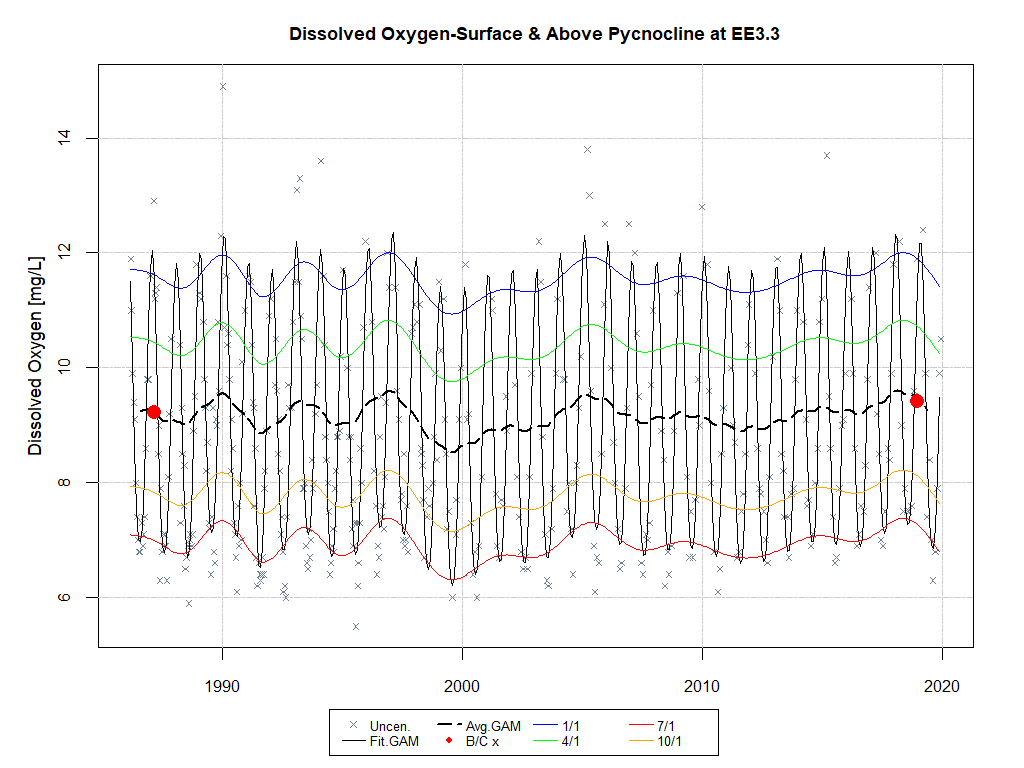 Dissolved Oxygen-Surface & Above Pycnocline at EE3.3
Dissolved Oxygen [mg/L]
14
12
10
8
6
1990 2000 2010 2020
Uncen. Avg.GAM 1/1 7/1
Fit.GAM B/C x 4/1 10/1